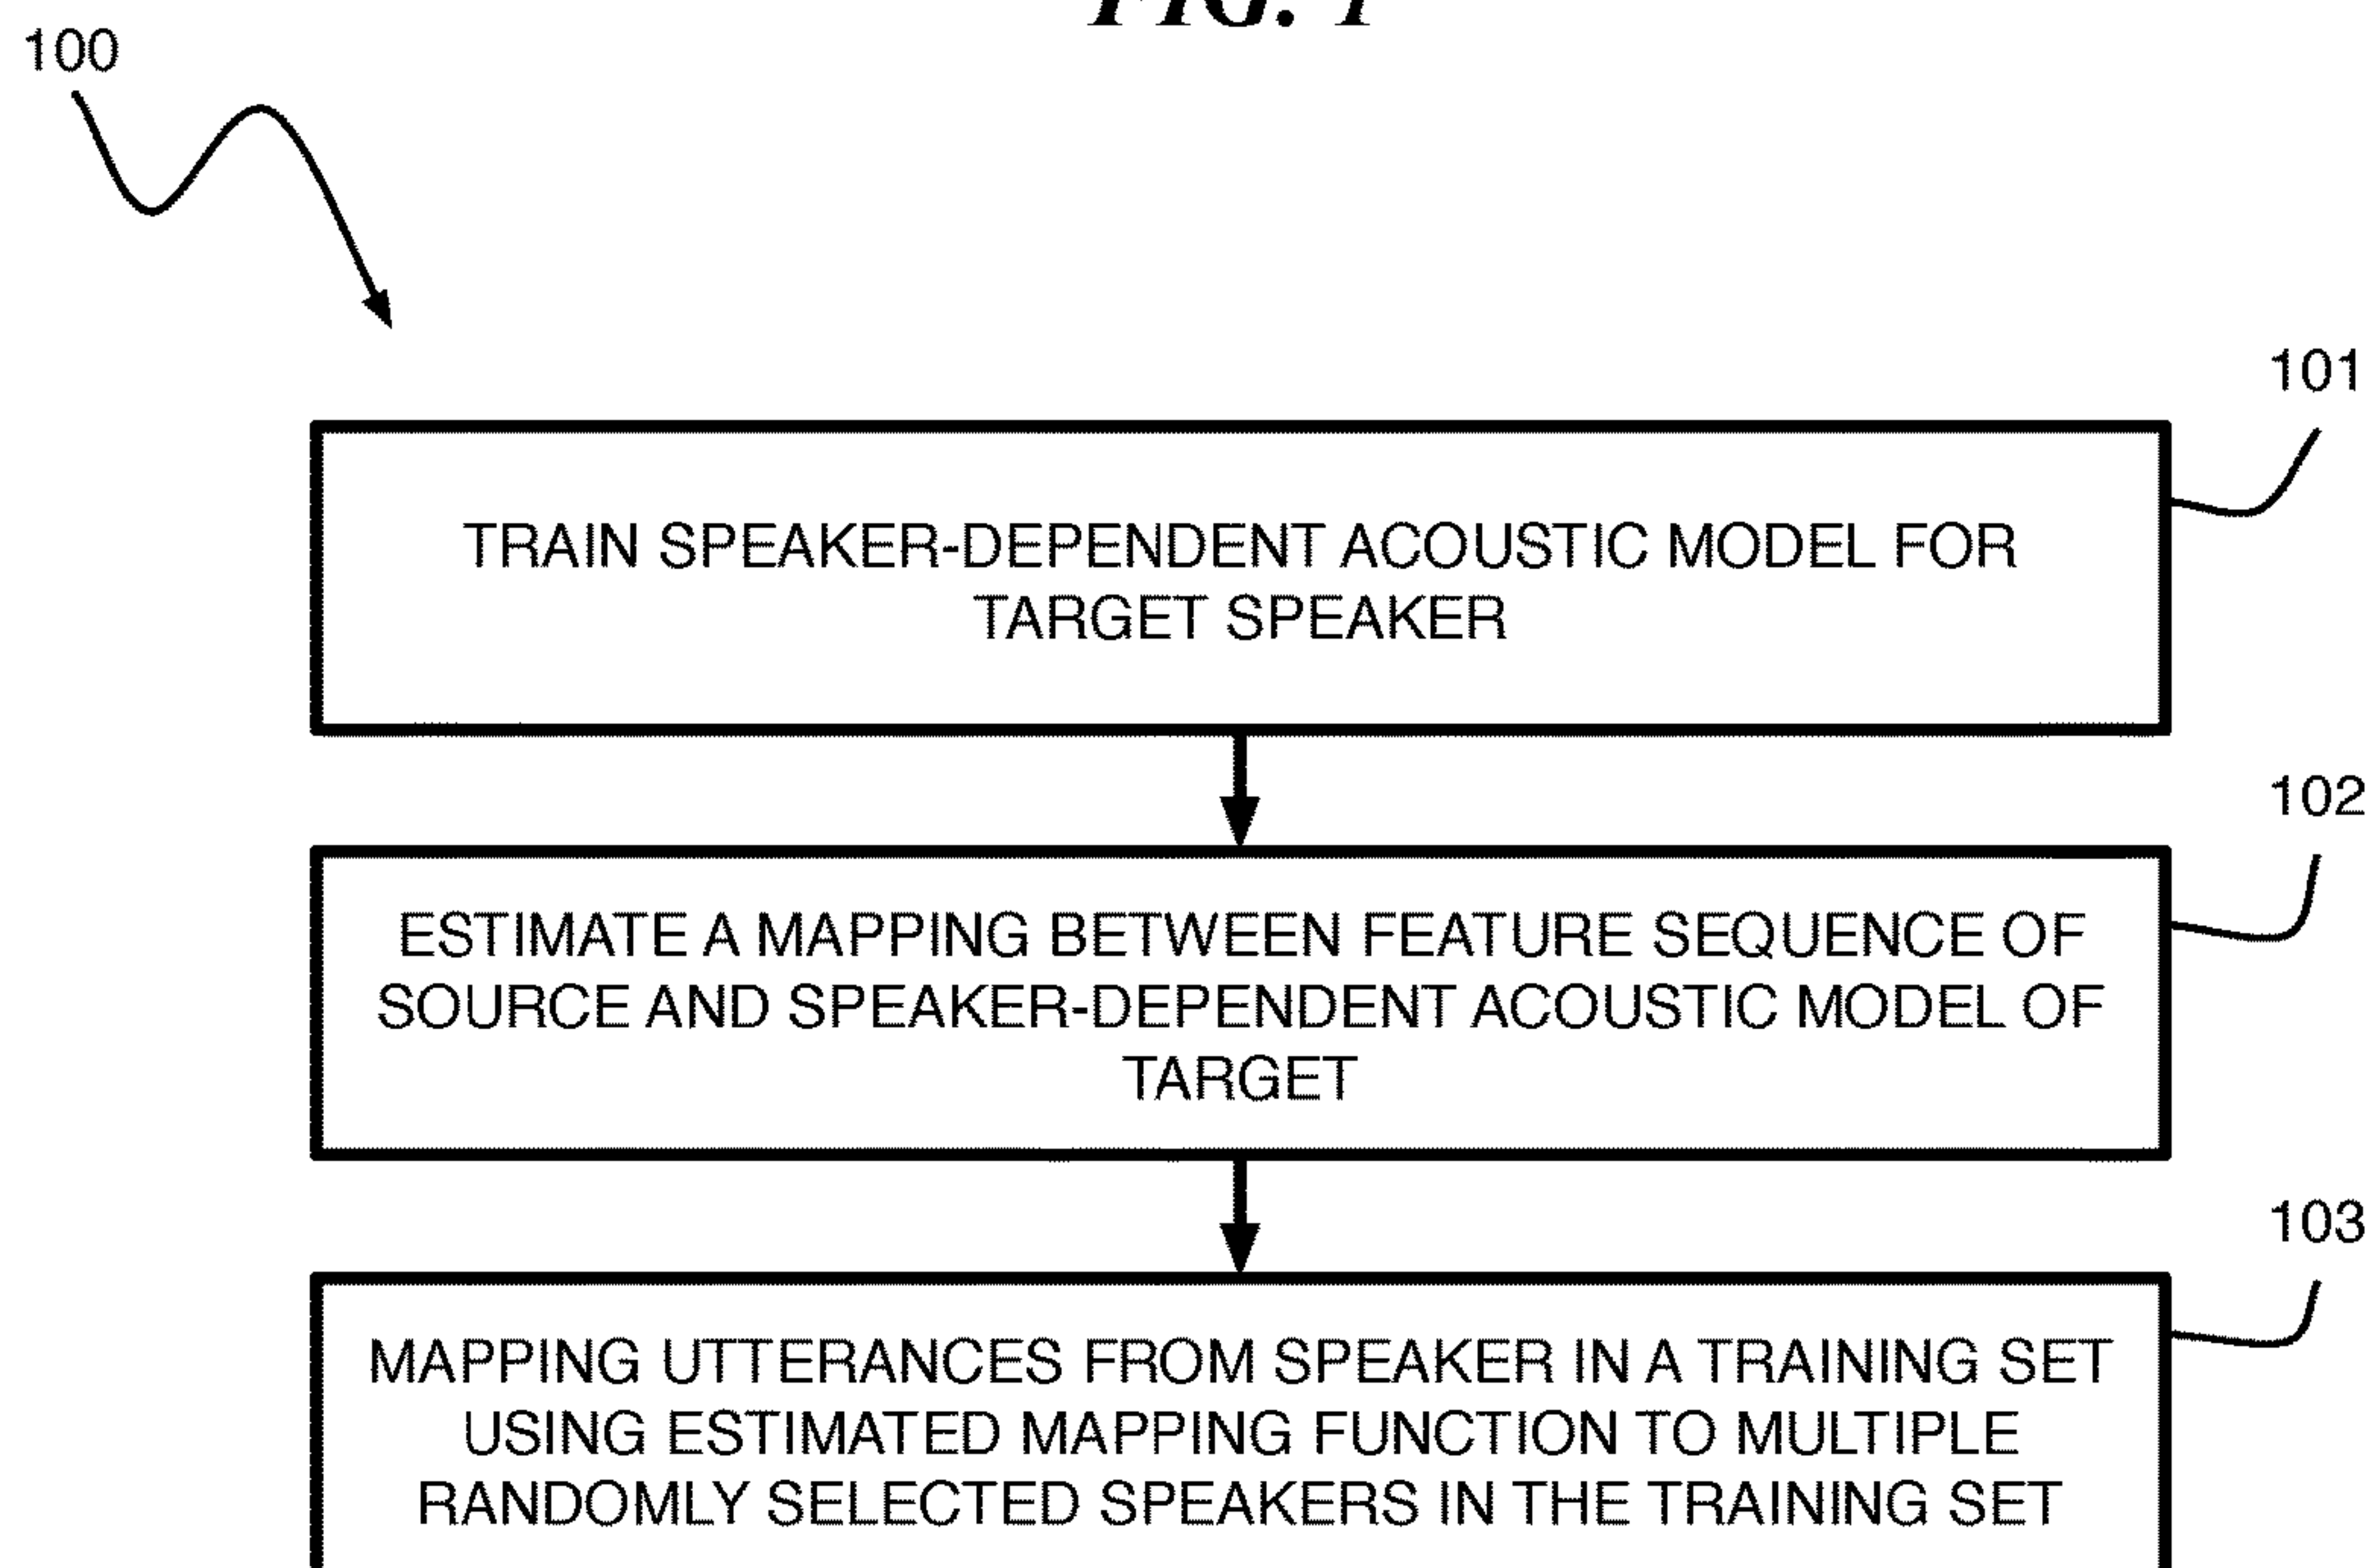 FIG. 1
100
101
TRAIN SPEAKER-DEPENDENT ACOUSTIC MODEL FOR
TARGET SPEAKER
102
ESTIMATE A MAPPING BETWEEN FEATURE SEQUENCE OF
SOURCE AND SPEAKER-DEPENDENT ACOUSTIC MODEL OF
TARGET
103
MAPPING UTTERANCES FROM SPEAKER IN A TRAINING SET
USING ESTIMATED MAPPING FUNCTION TO MULTIPLE
RANDOMLY SELECTED SPEAKERS IN THE TRAINING SET